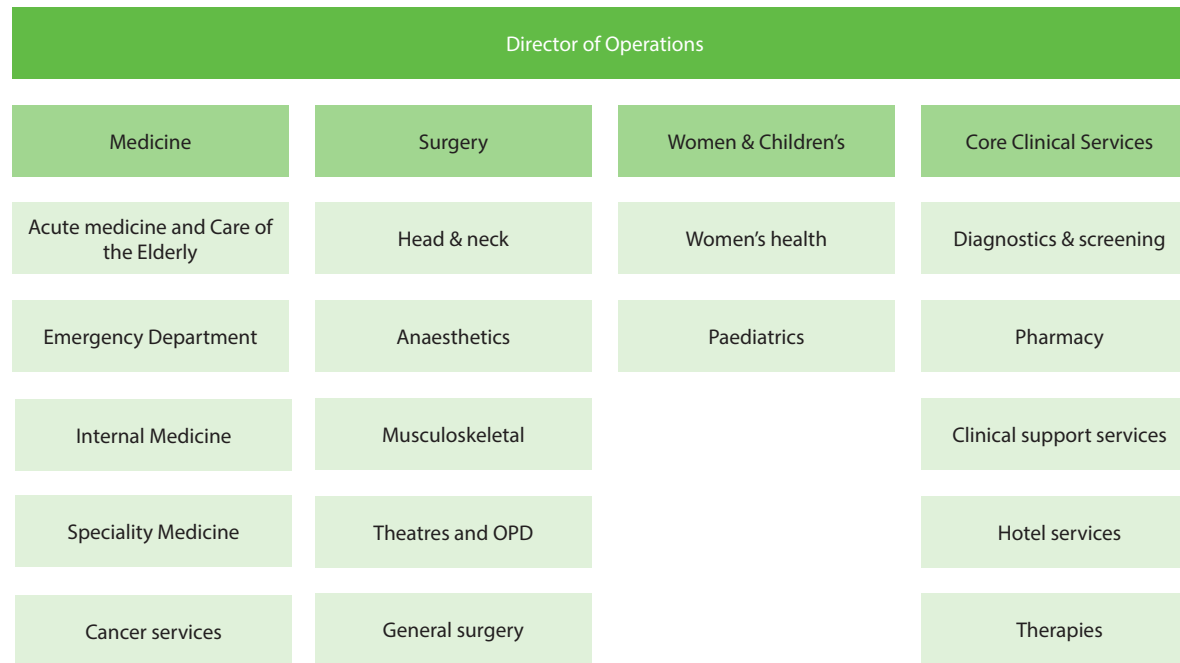 Director of Operations
Medicine
Surgery
Women & Children’s
Core Clinical Services
Acute medicine and Care of
the Elderly
Head & neck
Women’s health
Diagnostics & screening
Emergency Department
Anaesthetics
Paediatrics
Pharmacy
Internal Medicine
Musculoskeletal
Clinical support services
Speciality Medicine
Theatres and OPD
Hotel services
Cancer services
General surgery
Therapies